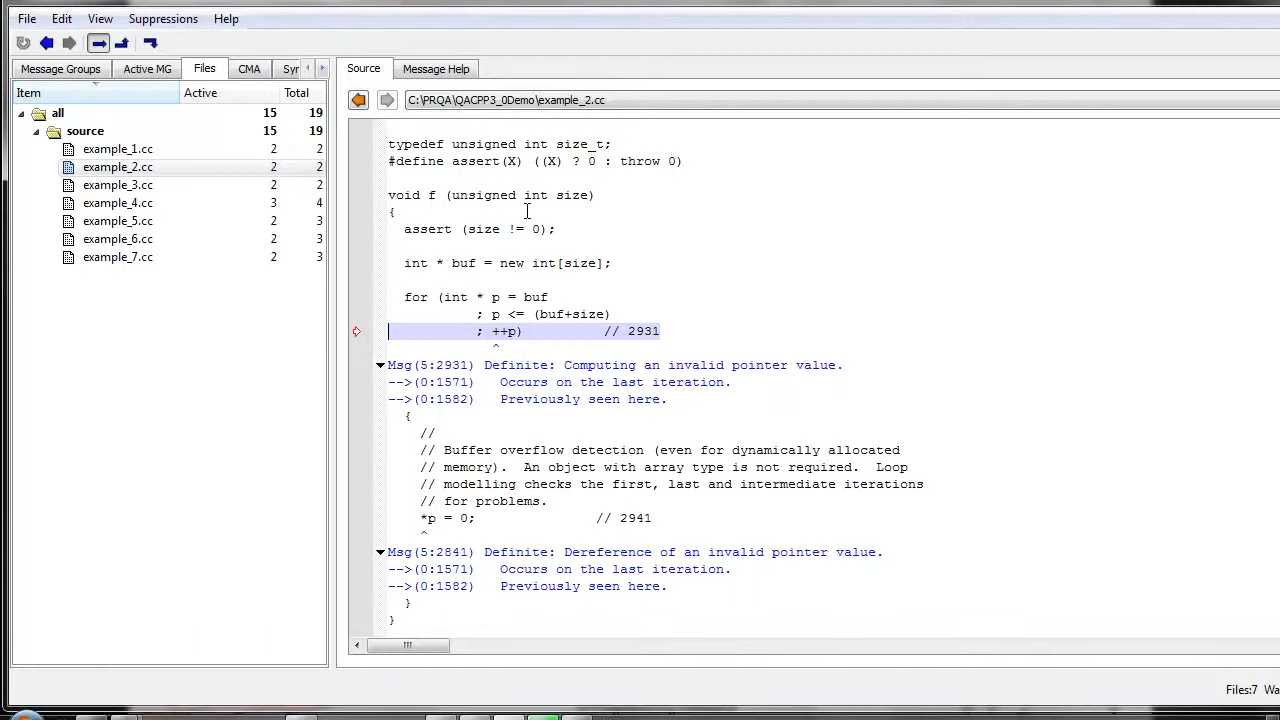 File Edit View Suppressions Help
Message Groups Active MG Files CMA Syr
Source Message Help
Item Active Total
C:\PRQA\QACPP3_0Demo\example_2.cc
all 15 19
source 15 19
example_1.cc 2 2
example_2.cc 2 2
example_3.cc 2 2
example_4.cc 3 4
example_5.cc 2 3
example_6.cc 2 3
example_7.cc 2 3
typedef unsigned int size_t;
#define assert(X) ((X) ? 0 : throw 0)
void f (unsigned int size)
{
assert (size != 0);
int * buf = new int[size];
for (int * p = buf
; p <= (buf+size)
; ++p) // 2931
^
Msg(5:2931) Definite: Computing an invalid pointer value.
-->(0:1571) Occurs on the last iteration.
-->(0:1582) Previously seen here.
{
//
// Buffer overflow detection (even for dynamically allocated
// memory). An object with array type is not required. Loop
// modelling checks the first, last and intermediate iterations
// for problems.
*p = 0; // 2941
^
Msg(5:2841) Definite: Dereference of an invalid pointer value.
-->(0:1571) Occurs on the last iteration.
-->(0:1582) Previously seen here.
}
}
Files:7 Wa